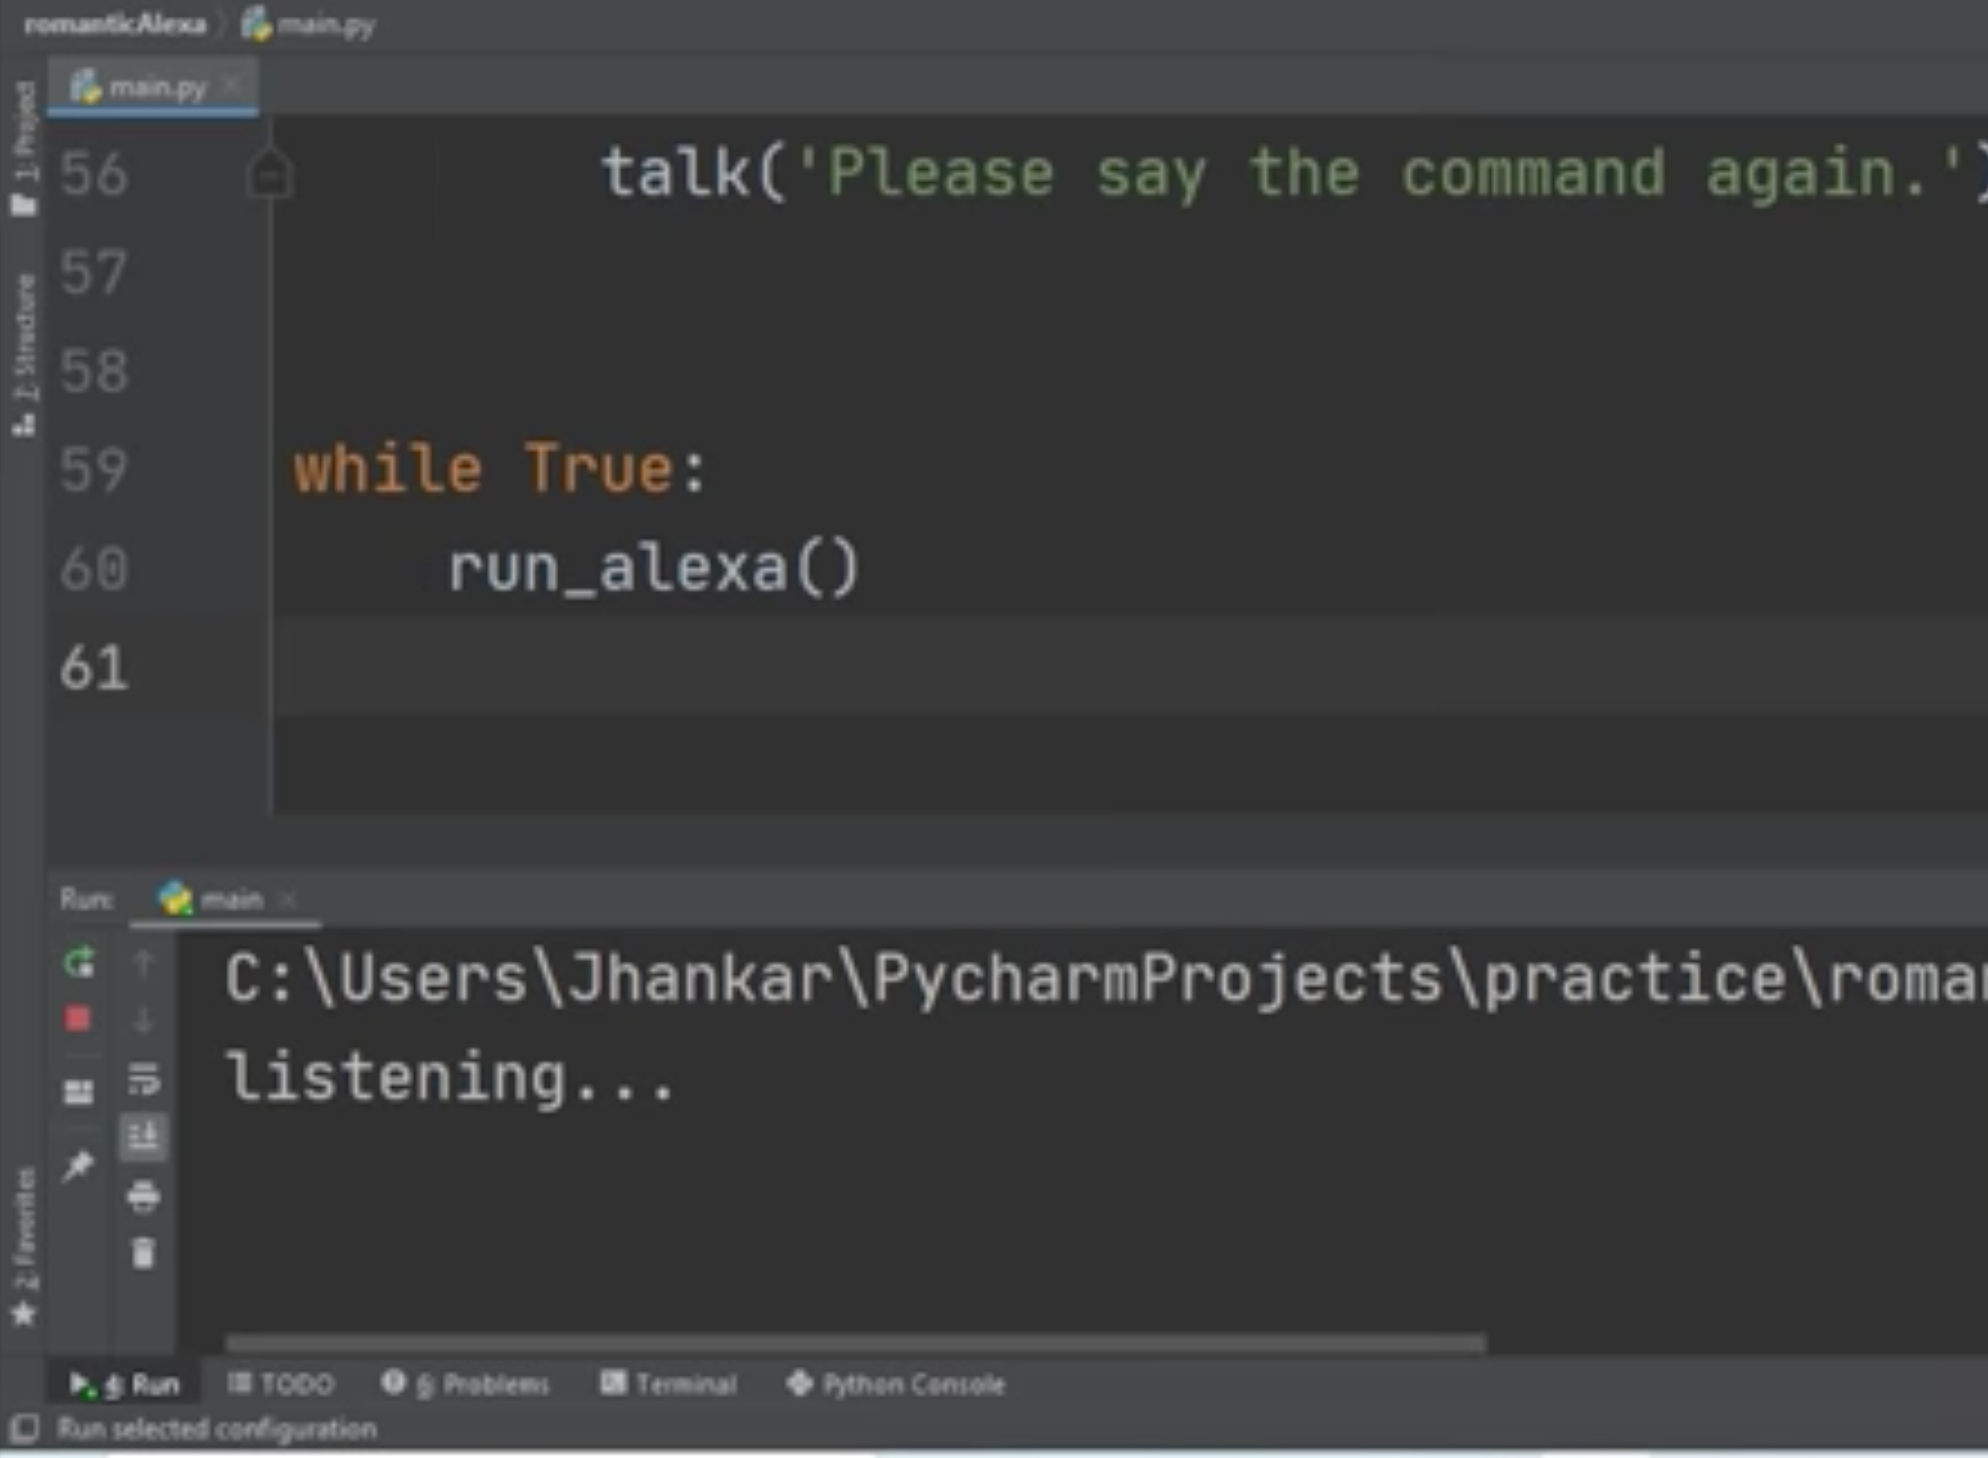 romanticAlexa main.py
main.py
1: Project
7: Structure
2: Favorites
56 talk('Please say the command again.')
57
58
59 while True:
60 run_alexa()
61
Run: main
C:\Users\Jhankar\PycharmProjects\practice\roman
listening...
4: Run TODO 6: Problems Terminal Python Console
Run selected configuration